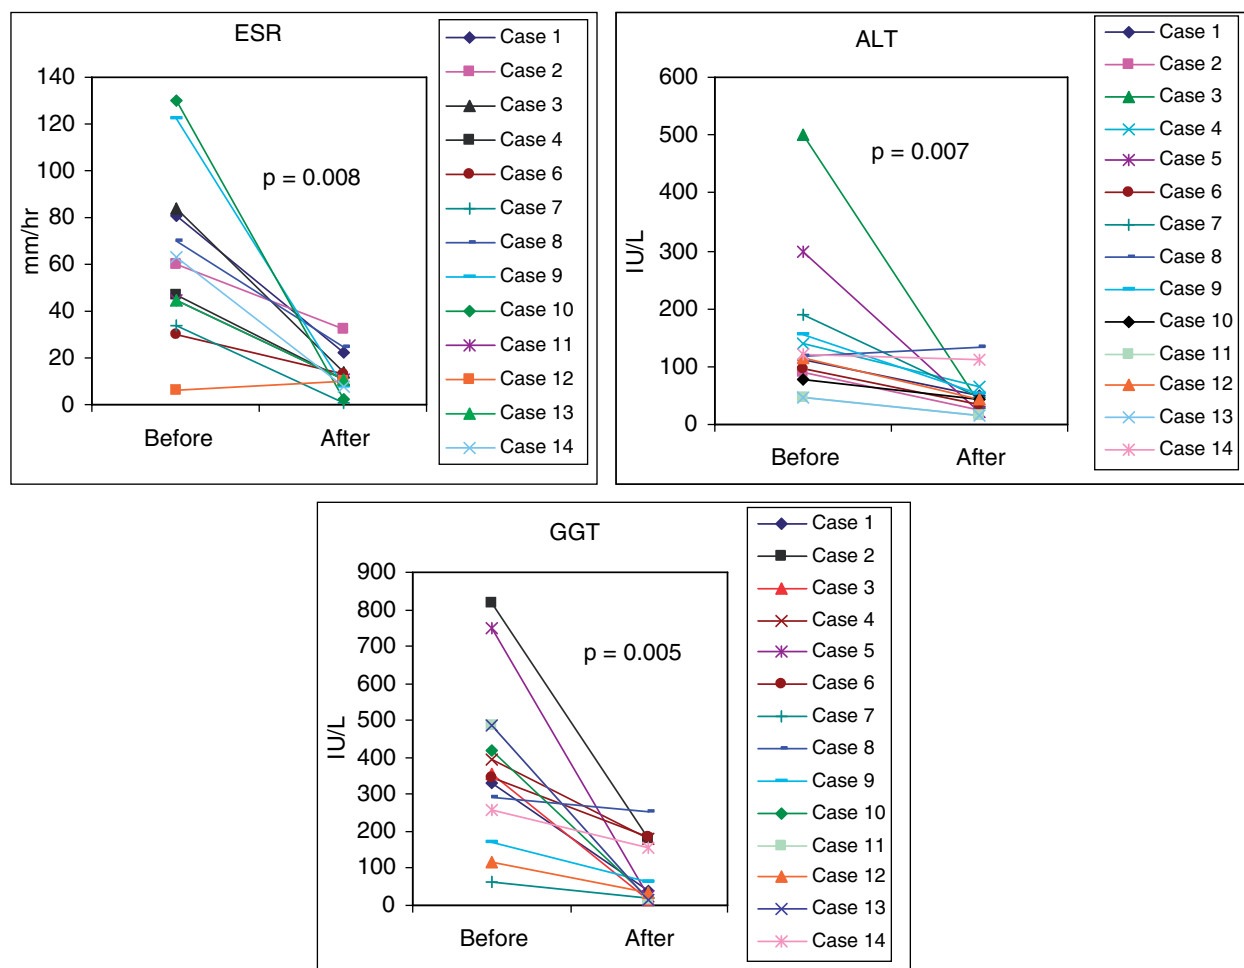 ESR
mm/hr
140
120
100
80
60
40
20
0
p = 0.008
Before After
Case 1
Case 2
Case 3
Case 4
Case 6
Case 7
Case 8
Case 9
Case 10
Case 11
Case 12
Case 13
Case 14
ALT
IU/L
600
500
400
300
200
100
0
p = 0.007
Before After
Case 1
Case 2
Case 3
Case 4
Case 5
Case 6
Case 7
Case 8
Case 9
Case 10
Case 11
Case 12
Case 13
Case 14
GGT
IU/L
900
800
700
600
500
400
300
200
100
0
p = 0.005
Before After
Case 1
Case 2
Case 3
Case 4
Case 5
Case 6
Case 7
Case 8
Case 9
Case 10
Case 11
Case 12
Case 13
Case 14